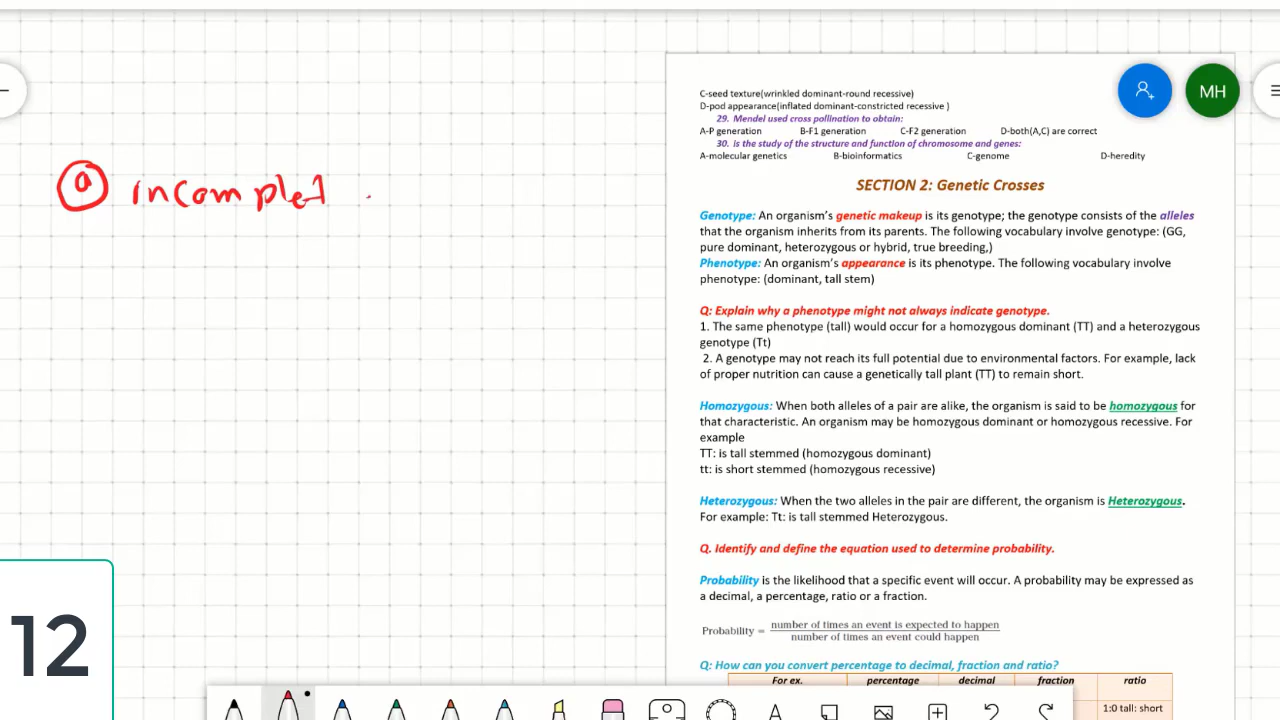 C-seed texture(wrinkled dominant-round recessive)
D-pod appearance(inflated dominant-constricted recessive )
29. Mendel used cross pollination to obtain:
A-P generation B-F1 generation C-F2 generation D-both(A,C) are correct
30. is the study of the structure and function of chromosome and genes:
A-molecular genetics B-bioinformatics C-genome D-heredity
MH
a incomplet
SECTION 2: Genetic Crosses
Genotype: An organism's genetic makeup is its genotype; the genotype consists of the alleles
that the organism inherits from its parents. The following vocabulary involve genotype: (GG,
pure dominant, heterozygous or hybrid, true breeding,)
Phenotype: An organism's appearance is its phenotype. The following vocabulary involve
phenotype: (dominant, tall stem)
Q: Explain why a phenotype might not always indicate genotype.
1. The same phenotype (tall) would occur for a homozygous dominant (TT) and a heterozygous
genotype (Tt)
2. A genotype may not reach its full potential due to environmental factors. For example, lack
of proper nutrition can cause a genetically tall plant (TT) to remain short.
Homozygous: When both alleles of a pair are alike, the organism is said to be homozygous for
that characteristic. An organism may be homozygous dominant or homozygous recessive. For
example
TT: is tall stemmed (homozygous dominant)
tt: is short stemmed (homozygous recessive)
Heterozygous: When the two alleles in the pair are different, the organism is Heterozygous.
For example: Tt: is tall stemmed Heterozygous.
Q. Identify and define the equation used to determine probability.
Probability is the likelihood that a specific event will occur. A probability may be expressed as
a decimal, a percentage, ratio or a fraction.
Probability = number of times an event is expected to happen
number of times an event could happen
Q: How can you convert percentage to decimal, fraction and ratio?
For ex. percentage decimal fraction ratio
1:0 tall: short
12
A